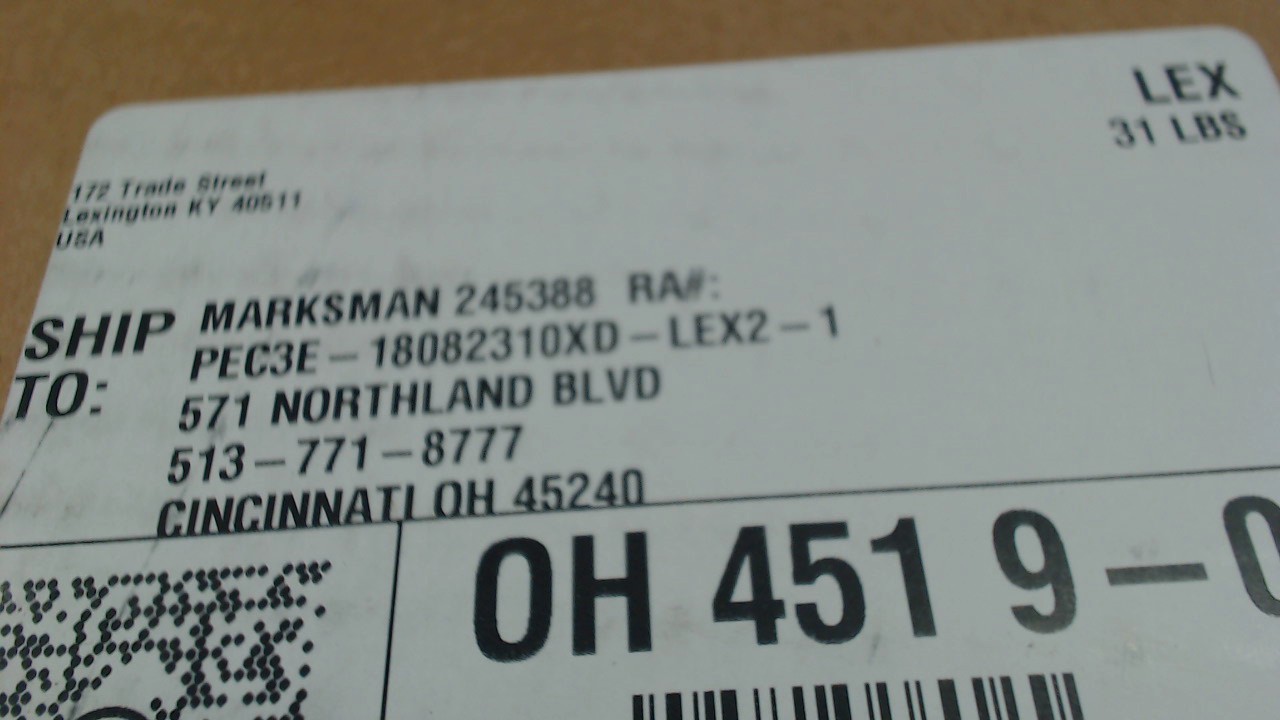 LEX
31 LBS
172 Trade Street
Lexington KY 40511
USA
SHIP TO:
MARKSMAN 245388 RA#:
PEC3E-18082310XD-LEX2-1
571 NORTHLAND BLVD
513-771-8777
CINCINNATI OH 45240
OH 451 9-0